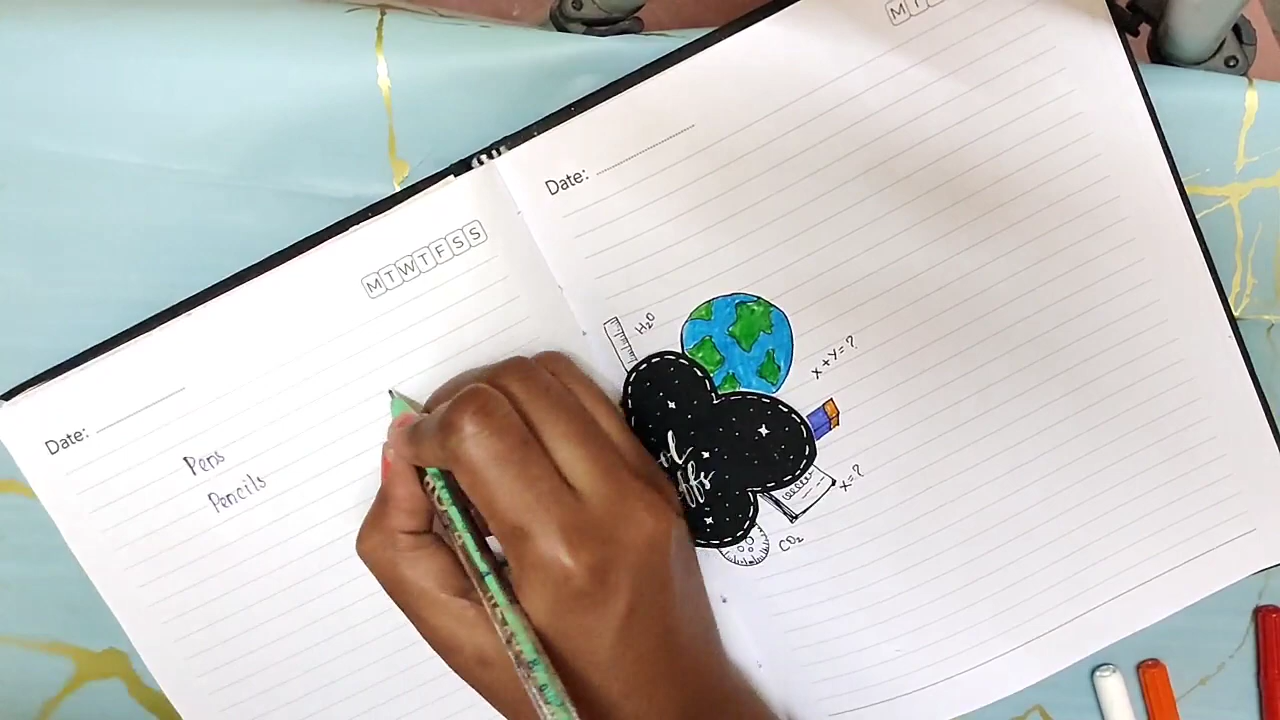 MTWTFSS
Date:
Pens
Pencils
Date:
H2O
X+Y=?
X=?
CO2